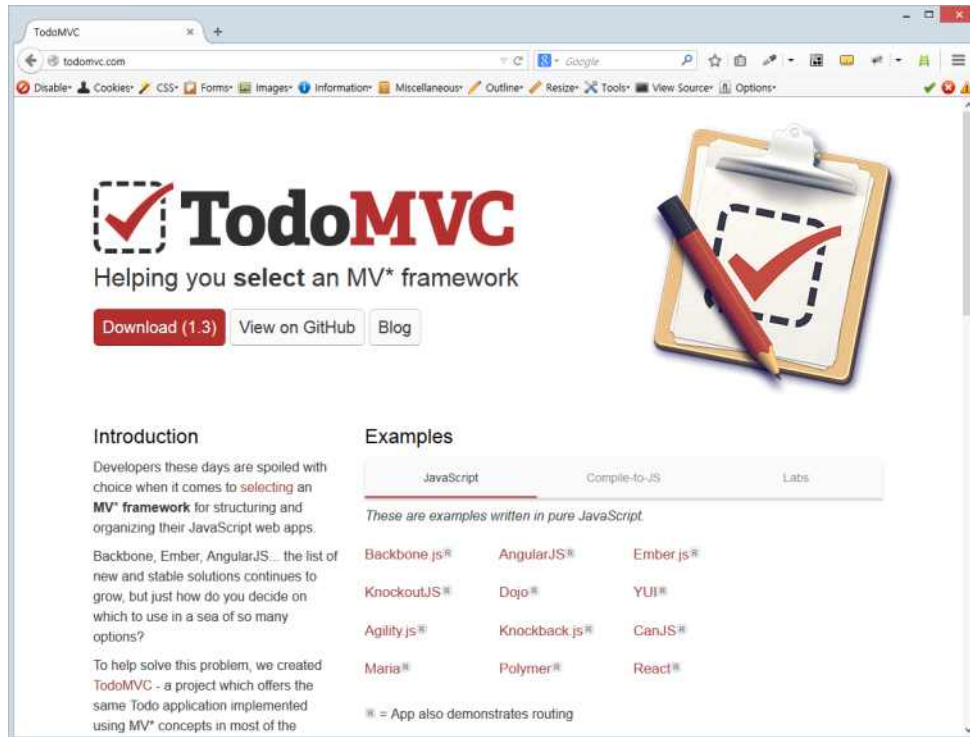 TodoMVC
todomvc.com
Google
Disable Cookies CSS Forms Images Information Miscellaneous Outline Resize Tools View Source Options
TodoMVC
Helping you select an MV* framework
Download (1.3) View on GitHub Blog
Introduction
Developers these days are spoiled with
choice when it comes to selecting an
MV* framework for structuring and
organizing their JavaScript web apps.
Backbone, Ember, AngularJS... the list of
new and stable solutions continues to
grow, but just how do you decide on
which to use in a sea of so many
options?
To help solve this problem, we created
TodoMVC - a project which offers the
same Todo application implemented
using MV* concepts in most of the
Examples
JavaScript Compile-to-JS Labs
These are examples written in pure JavaScript.
Backbone.js R AngularJS R Ember.js R
KnockoutJS R Dojo R YUI R
Agility.js R Knockback.js R CanJS R
Maria R Polymer R React R
R = App also demonstrates routing